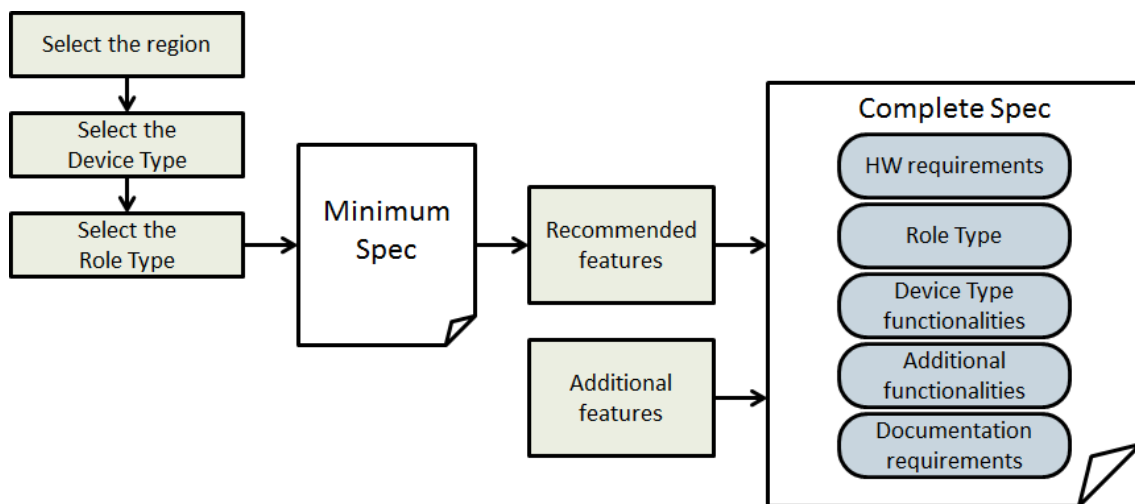 Select the region
Select the
Device Type
Select the
Role Type
Minimum
Spec
Recommended
features
Additional
features
Complete Spec
HW requirements
Role Type
Device Type
functionalities
Additional
functionalities
Documentation
requirements